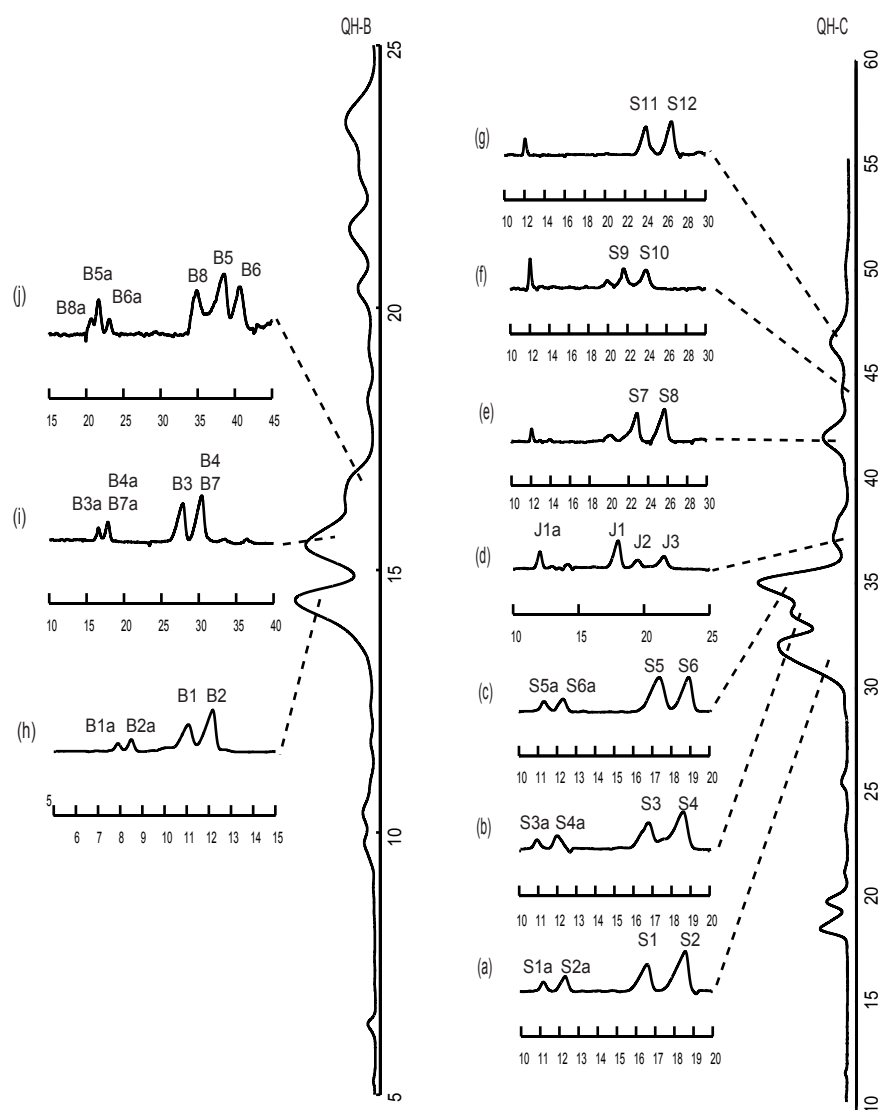 QH-B
25
20
15
10
5
(j)
B8a B5a B6a B8 B5 B6
15 20 25 30 35 40 45
(i)
B4a B4
B3a B7a B3 B7
10 15 20 25 30 35 40
(h)
B1a B2a B1 B2
5 6 7 8 9 10 11 12 13 14 15
QH-C
60
55
50
45
40
35
30
25
20
15
10
(g)
S11 S12
10 12 14 16 18 20 22 24 26 28 30
(f)
S9 S10
10 12 14 16 18 20 22 24 26 28 30
(e)
S7 S8
10 12 14 16 18 20 22 24 26 28 30
(d)
J1a J1 J2 J3
10 15 20 25
(c)
S5a S6a S5 S6
10 11 12 13 14 15 16 17 18 19 20
(b)
S3a S4a S3 S4
10 11 12 13 14 15 16 17 18 19 20
(a)
S1a S2a S1 S2
10 11 12 13 14 15 16 17 18 19 20